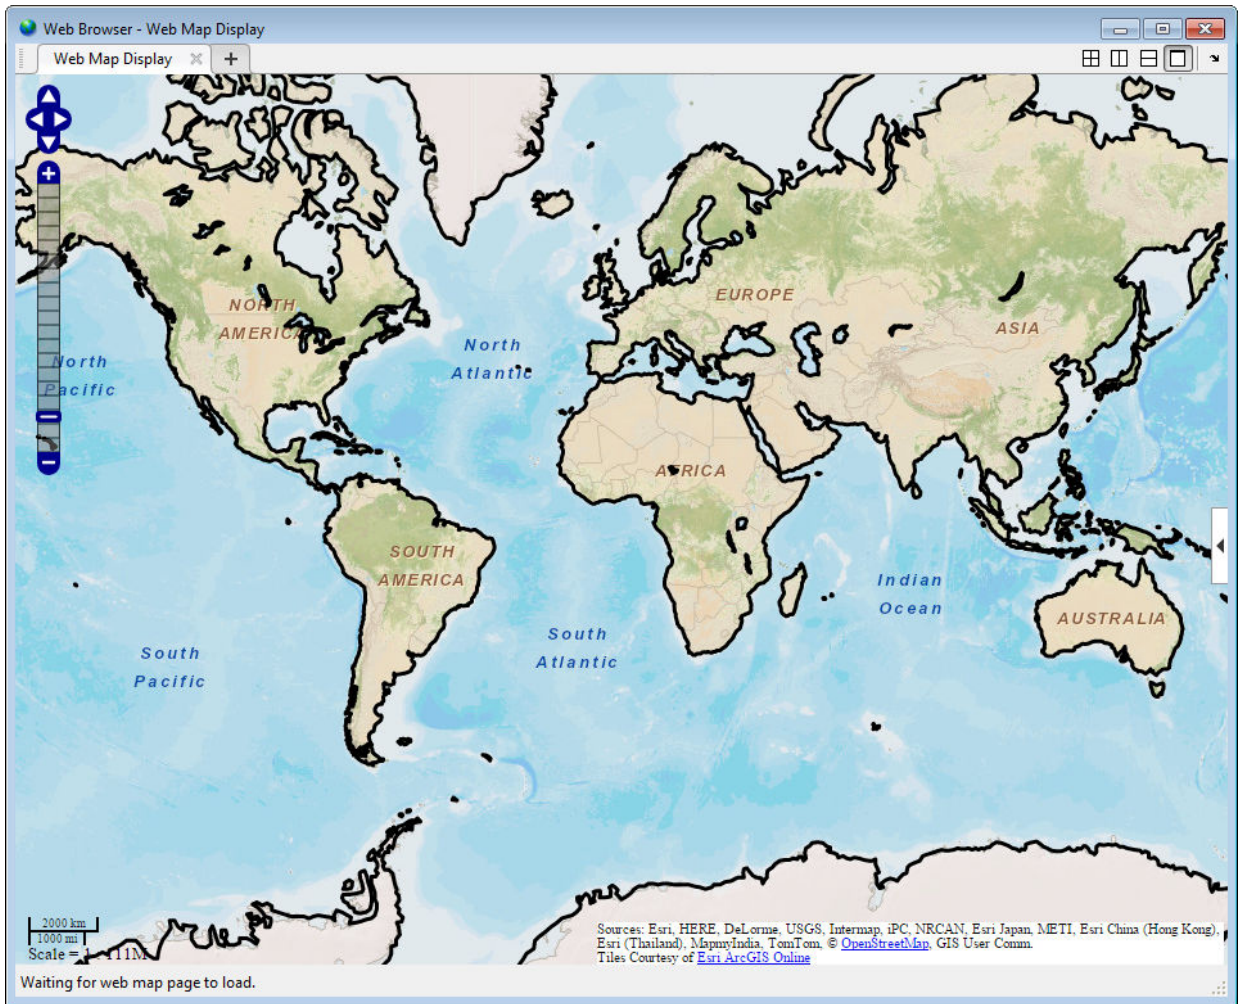 Web Browser - Web Map Display
Web Map Display
NORTH
AMERICA
EUROPE
ASIA
North
Pacific
North
Atlantic
AFRICA
SOUTH
AMERICA
Indian
Ocean
AUSTRALIA
South
Pacific
South
Atlantic
2000 km
1000 mi
Scale = 1 : 111M
Sources: Esri, HERE, DeLorme, USGS, Intermap, iPC, NRCAN, Esri Japan, METI, Esri China (Hong Kong),
Esri (Thailand), MapmyIndia, TomTom, © OpenStreetMap, GIS User Comm.
Tiles Courtesy of Esri ArcGIS Online
Waiting for web map page to load.